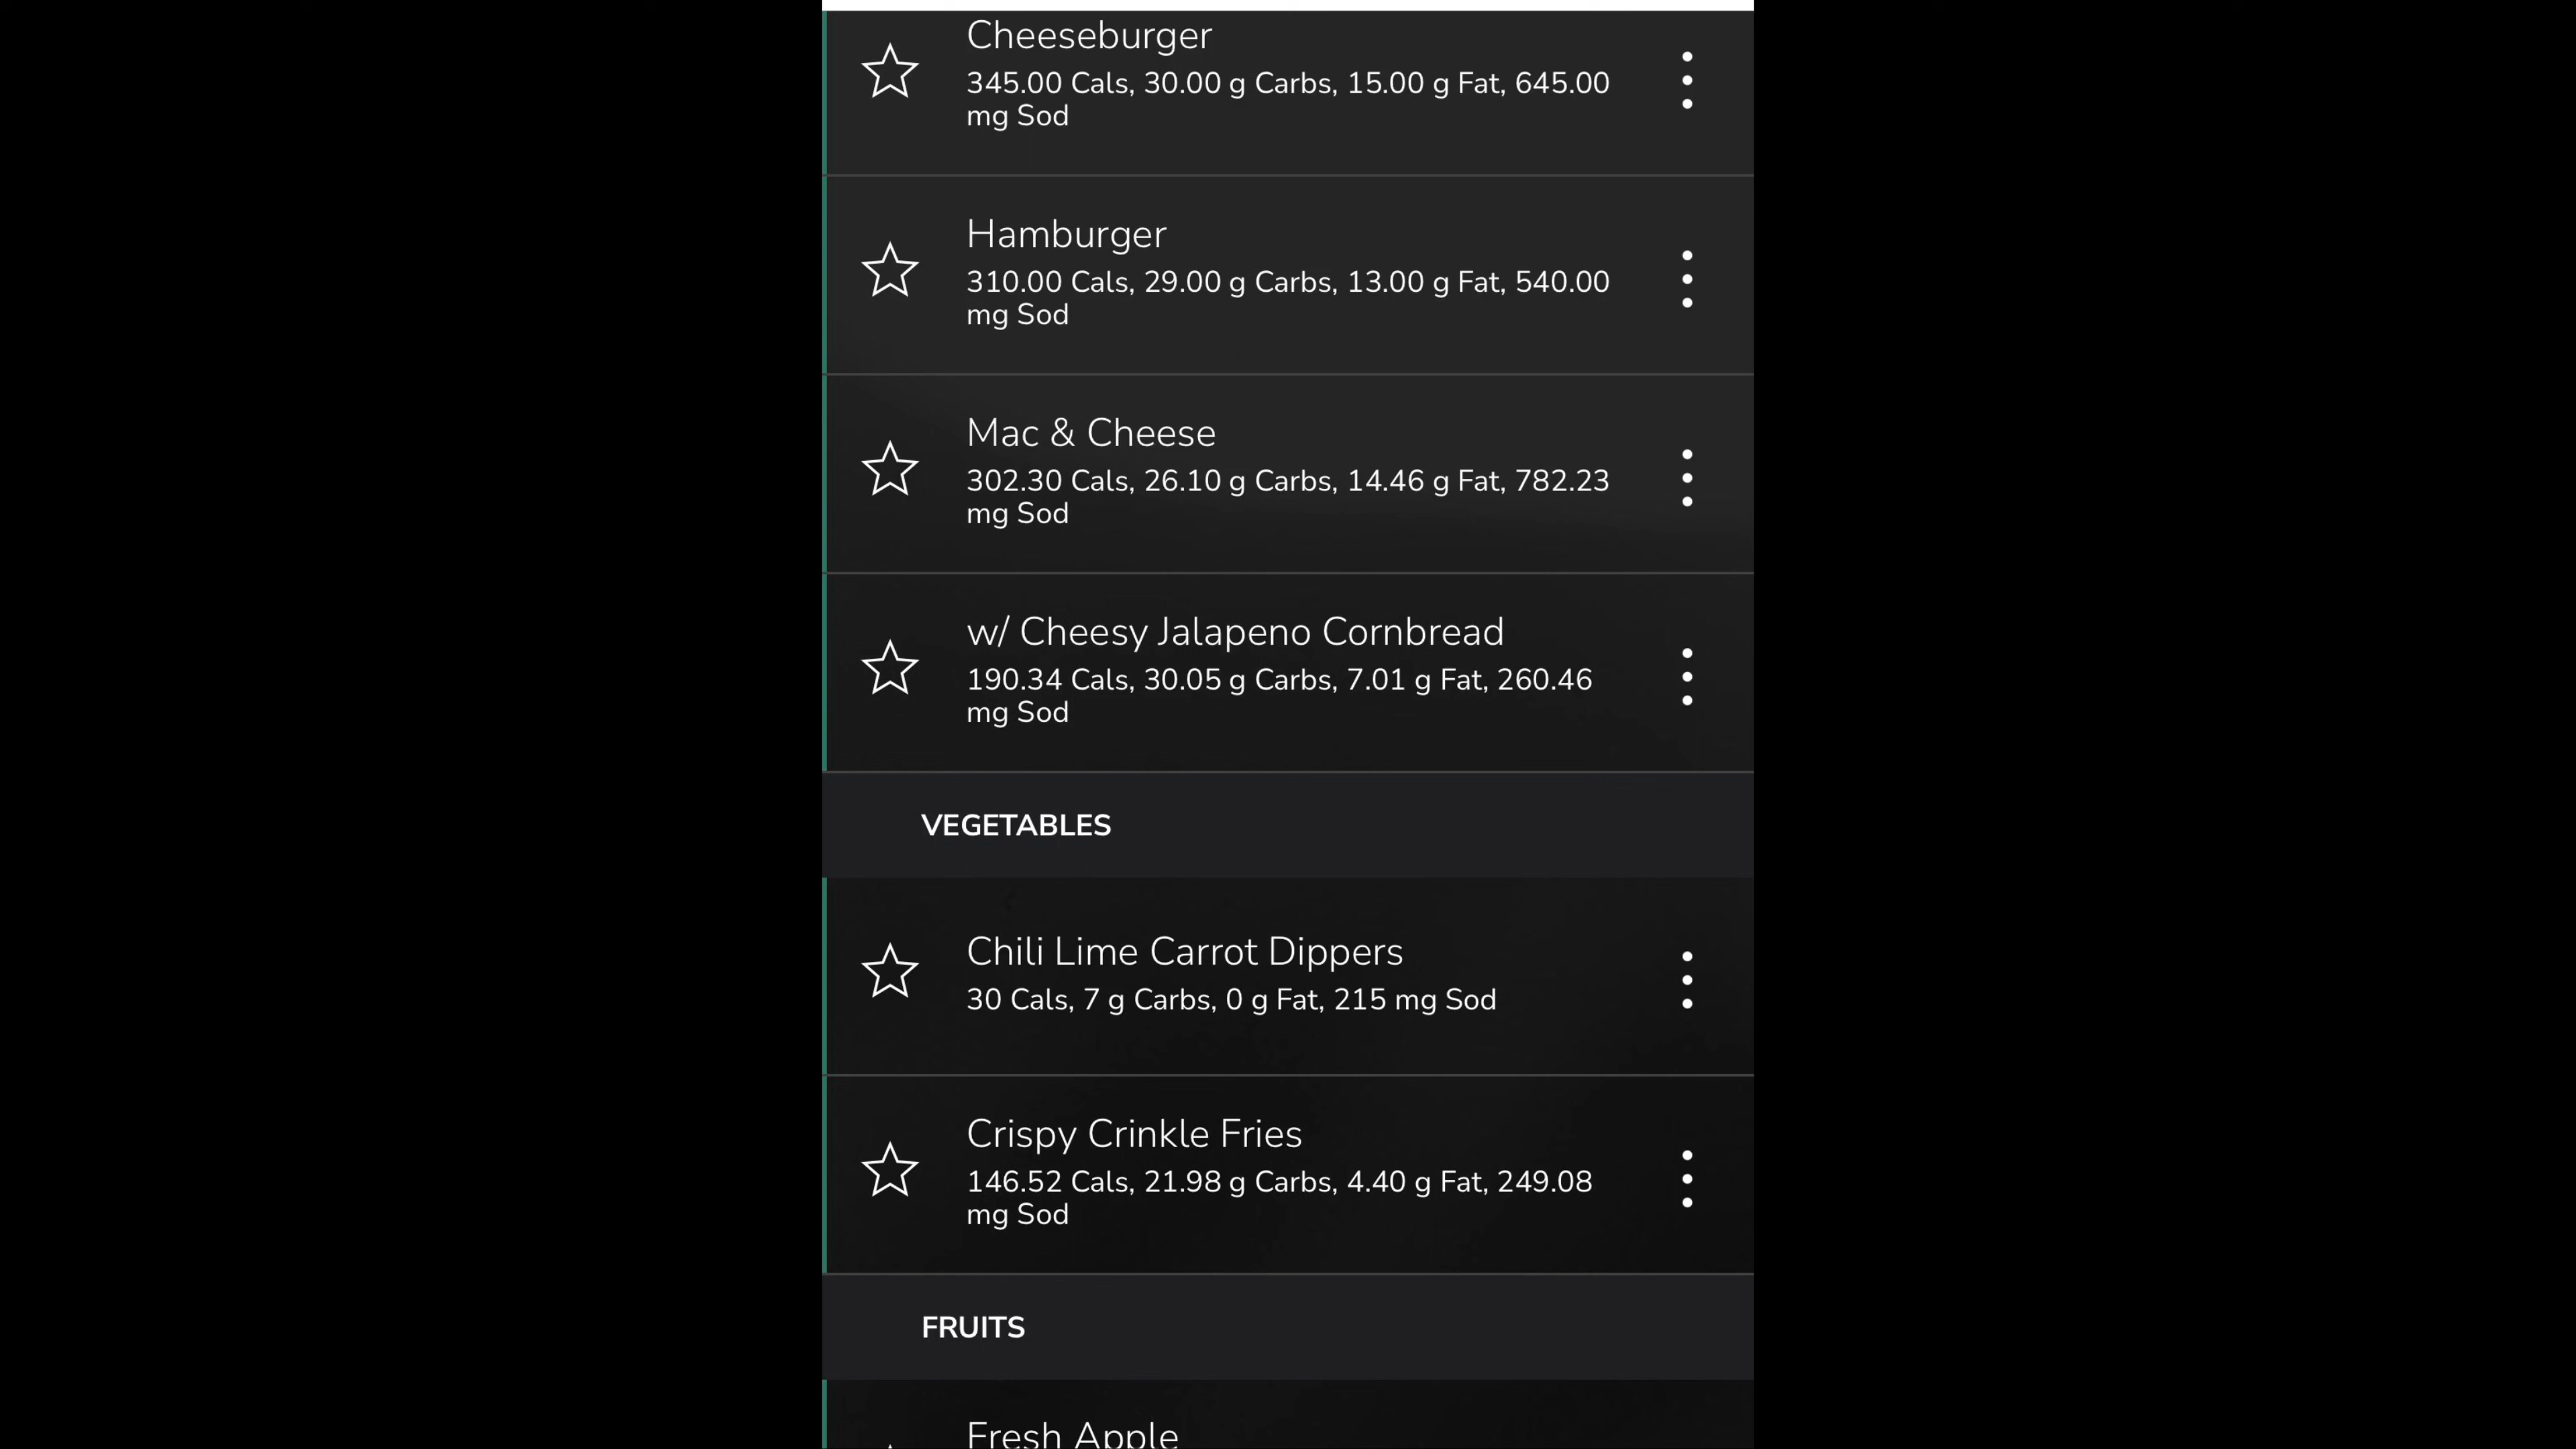 Cheeseburger
345.00 Cals, 30.00 g Carbs, 15.00 g Fat, 645.00
mg Sod
Hamburger
310.00 Cals, 29.00 g Carbs, 13.00 g Fat, 540.00
mg Sod
Mac & Cheese
302.30 Cals, 26.10 g Carbs, 14.46 g Fat, 782.23
mg Sod
w/ Cheesy Jalapeno Cornbread
190.34 Cals, 30.05 g Carbs, 7.01 g Fat, 260.46
mg Sod
VEGETABLES
Chili Lime Carrot Dippers
30 Cals, 7 g Carbs, 0 g Fat, 215 mg Sod
Crispy Crinkle Fries
146.52 Cals, 21.98 g Carbs, 4.40 g Fat, 249.08
mg Sod
FRUITS
Fresh Apple